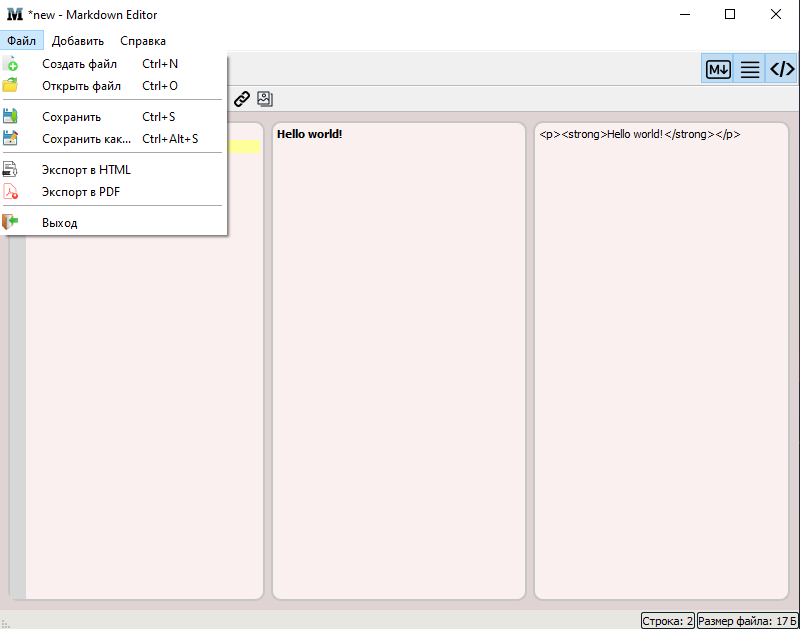 *new - Markdown Editor
Файл Добавить Справка
Создать файл Ctrl+N
Открыть файл Ctrl+O
Сохранить Ctrl+S
Сохранить как... Ctrl+Alt+S
Экспорт в HTML
Экспорт в PDF
Выход
M
Hello world!
<p><strong>Hello world!</strong></p>
Строка: 2 Размер файла: 17 Б